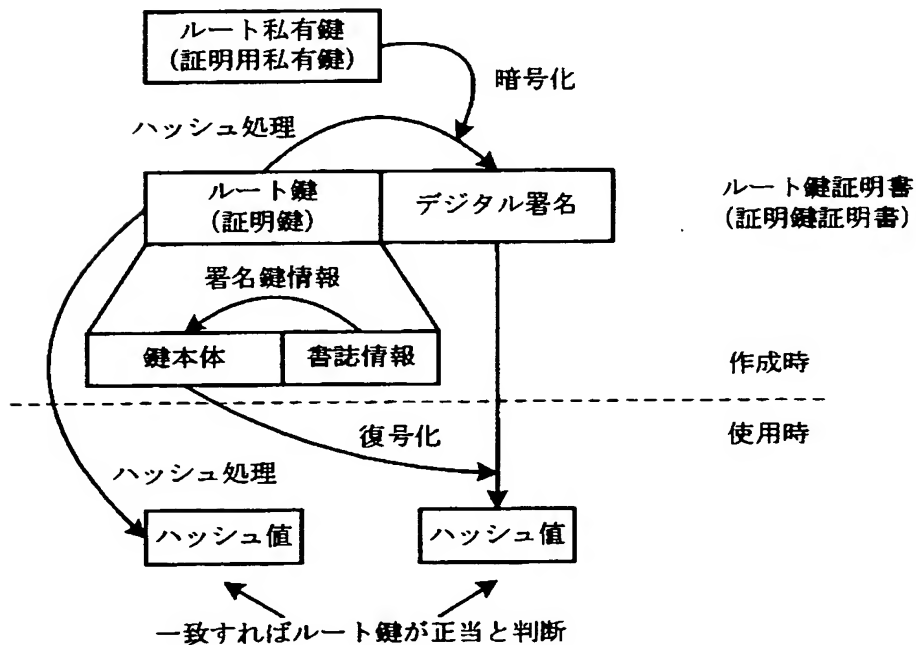 ルート私有鍵
(証明用私有鍵)
暗号化
ハッシュ処理
ルート鍵
(証明鍵)
デジタル署名
ルート鍵証明書
(証明鍵証明書)
署名鍵情報
鍵本体
書誌情報
作成時
復号化
使用時
ハッシュ処理
ハッシュ値
ハッシュ値
一致すればルート鍵が正当と判断